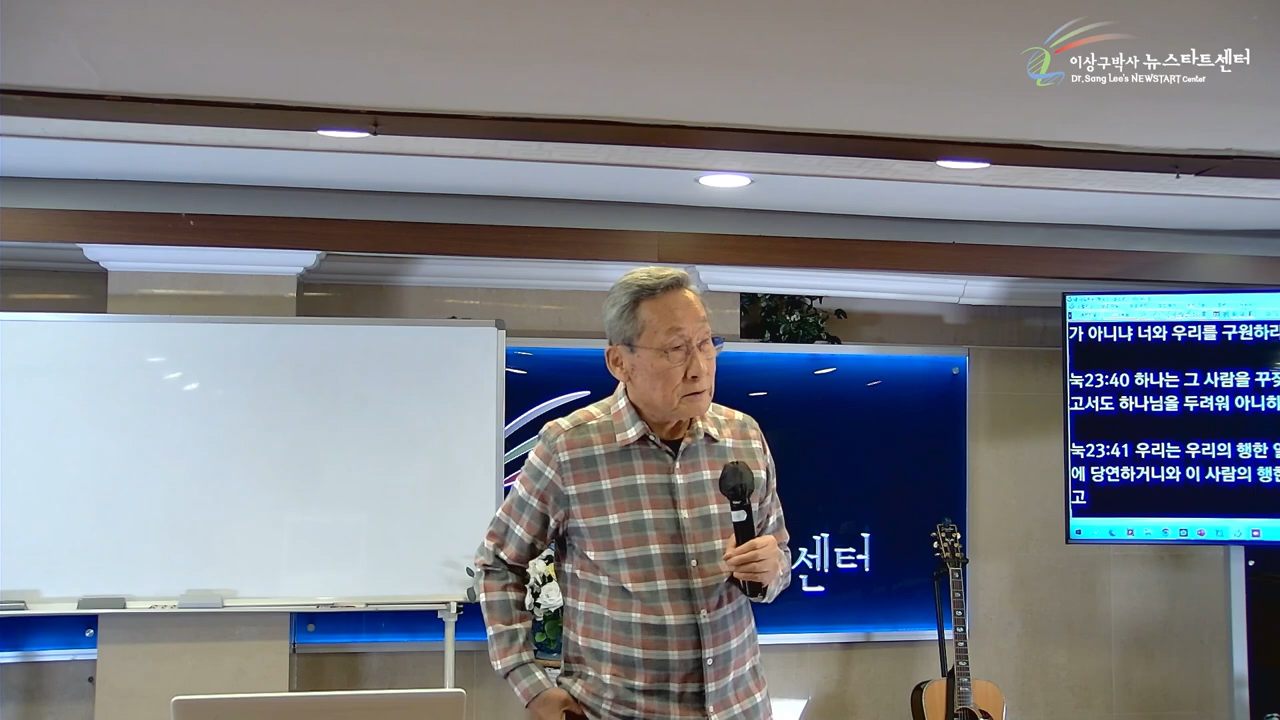 이상구박사 뉴스타트센터
Dr. Sang Lee's NEWSTART Center
가 아니냐 너와 우리를 구원하라
눅23:40 하나는 그 사람을 꾸짖
고서도 하나님을 두려워 아니하
눅23:41 우리는 우리의 행한
에 당연하거니와 이 사람의 행한
고
센터